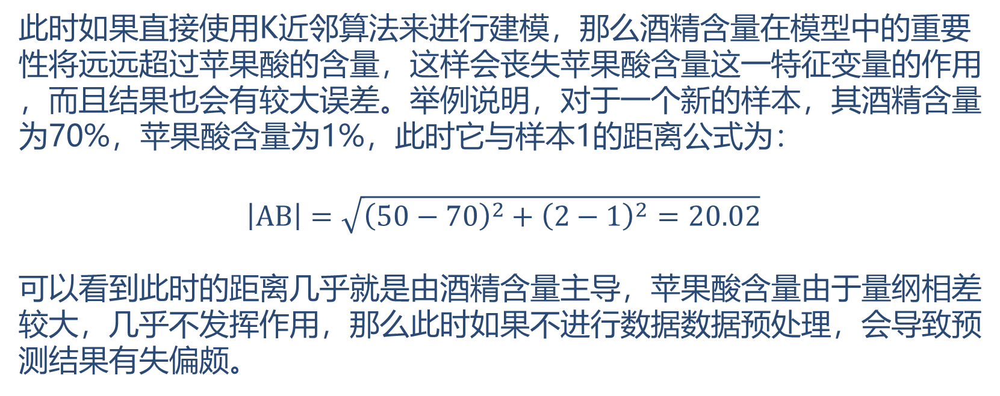 此时如果直接使用K近邻算法来进行建模，那么酒精含量在模型中的重要
性将远远超过苹果酸的含量，这样会丧失苹果酸含量这一特征变量的作用
，而且结果也会有较大误差。举例说明，对于一个新的样本，其酒精含量
为70%，苹果酸含量为1%，此时它与样本1的距离公式为：
|AB| = √(50 − 70)² + (2 − 1)² = 20.02
可以看到此时的距离几乎就是由酒精含量主导，苹果酸含量由于量纲相差
较大，几乎不发挥作用，那么此时如果不进行数据数据预处理，会导致预
测结果有失偏颇。